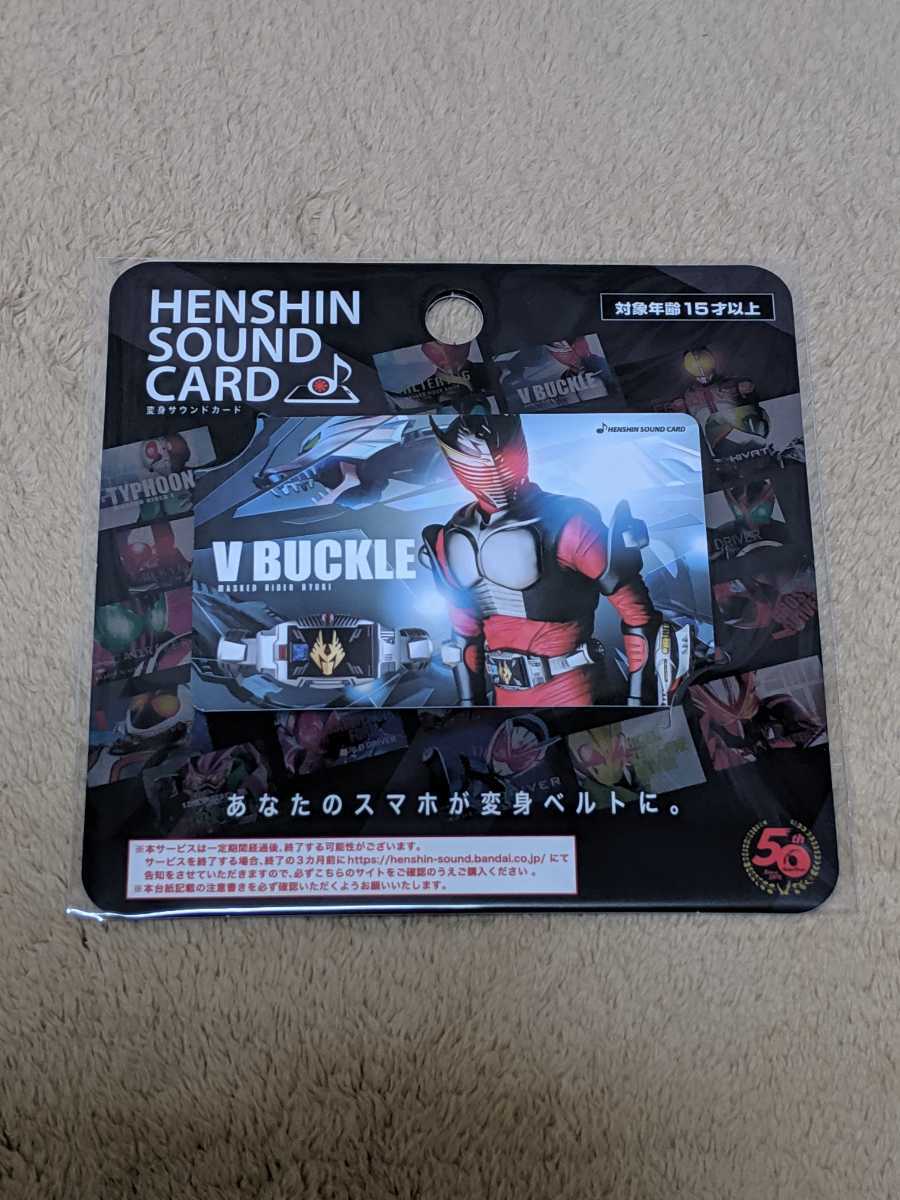 HENSHIN
SOUND
CARD
変身サウンドカード
対象年齢15才以上
V BUCKLE
TYPHOON
HENSHIN SOUND CARD
V BUCKLE
MASKED RIDER RYUKI
DRIVER
あなたのスマホが変身ベルトに。
※本サービスは一定期間経過後、終了する可能性がございます。
サービスを終了する場合、終了の3カ月前にhttps://henshin-sound.bandai.co.jp/ にて
告知をさせていただきますので、必ずこちらのサイトをご確認のうえご購入ください。
※本台紙記載の注意書きを必ず確認いただくようお願いいたします。
50th